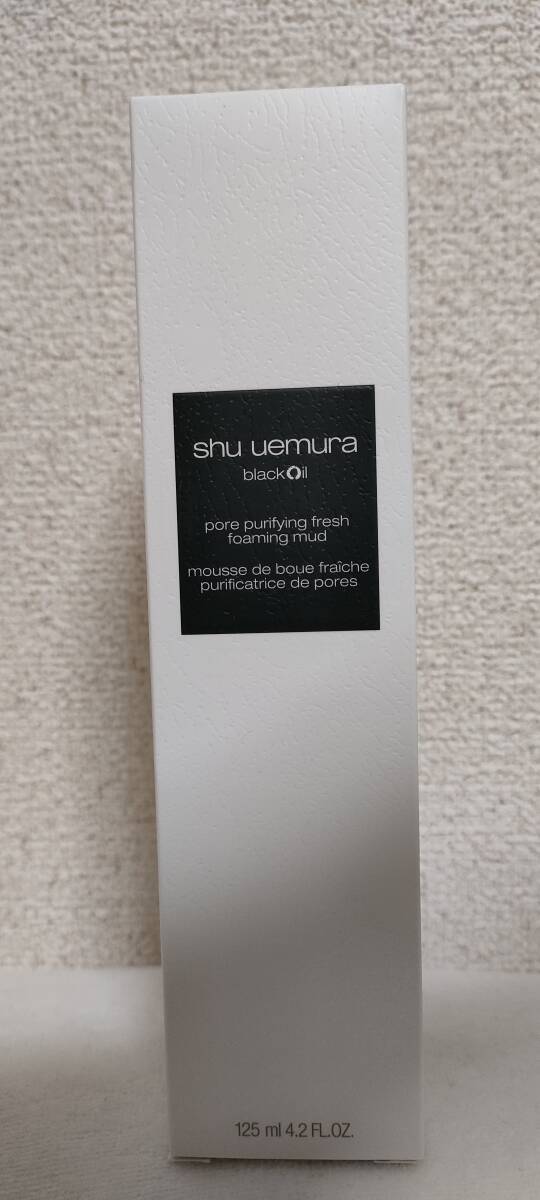 shu uemura
blackOil
pore purifying fresh
foaming mud
mousse de boue fraîche
purificatrice de pores
125 ml 4.2 FL.OZ.